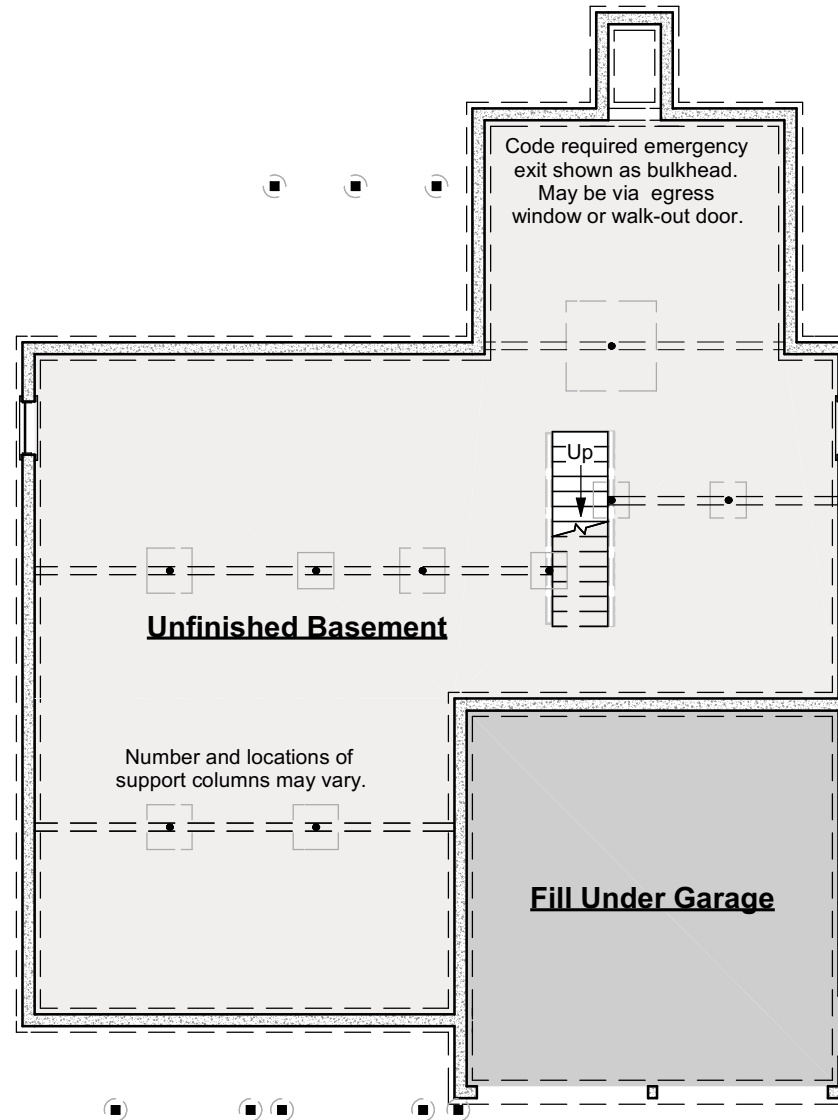 Code required emergency
exit shown as bulkhead.
May be via egress
window or walk-out door.
Up
Unfinished Basement
Number and locations of
support columns may vary.
Fill Under Garage